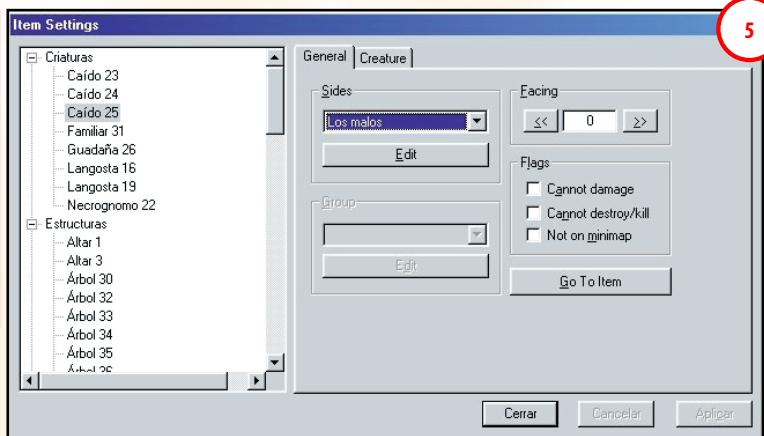 Item Settings
5
Criaturas
Caído 23
Caído 24
Caído 25
Familiar 31
Guadaña 26
Langosta 16
Langosta 19
Necrognomo 22
Estructuras
Altar 1
Altar 3
Árbol 30
Árbol 32
Árbol 33
Árbol 34
Árbol 35
Árbol 36
General
Creature
Sides
Los malos
Edit
Group
Edit
Facing
<< 0 >>
Flags
Cannot damage
Cannot destroy/kill
Not on minimap
Go To Item
Cerrar
Cancelar
Aplicar